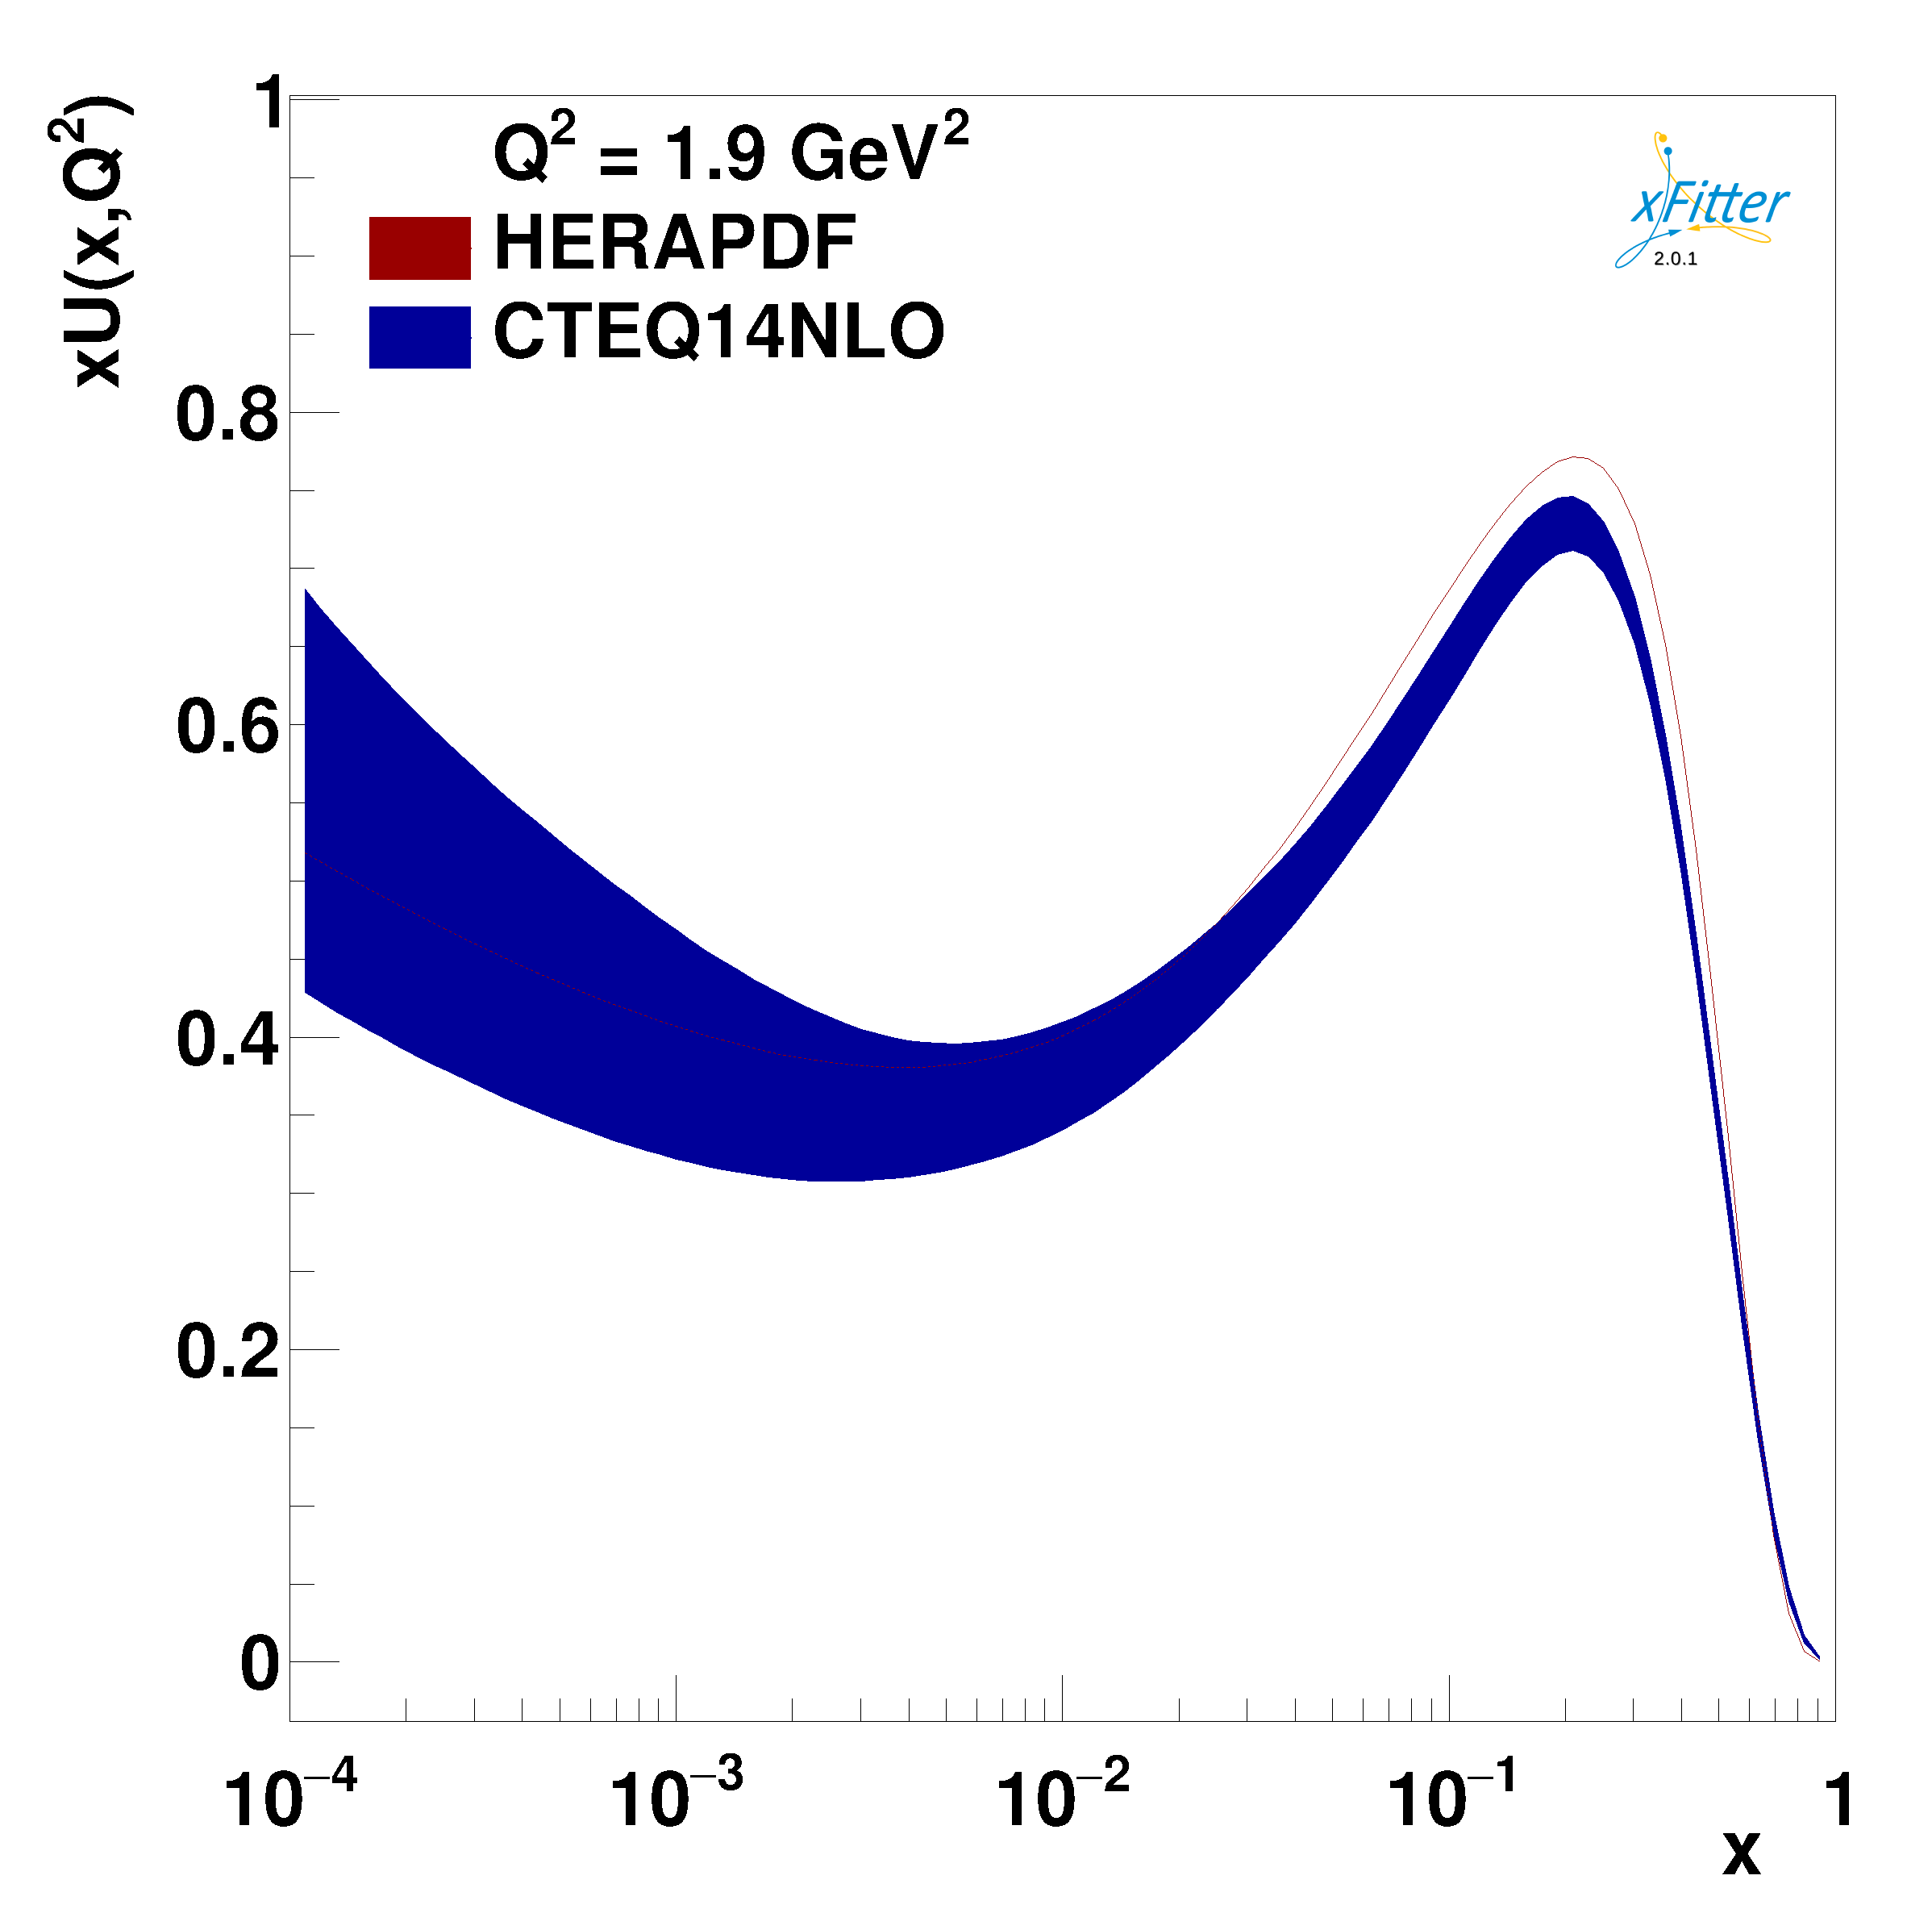 xU(x,Q²)
Q² = 1.9 GeV²
HERAPDF
CTEQ14NLO
xFitter
2.0.1
1
0.8
0.6
0.4
0.2
0
10⁻⁴ 10⁻³ 10⁻² 10⁻¹ 1
x